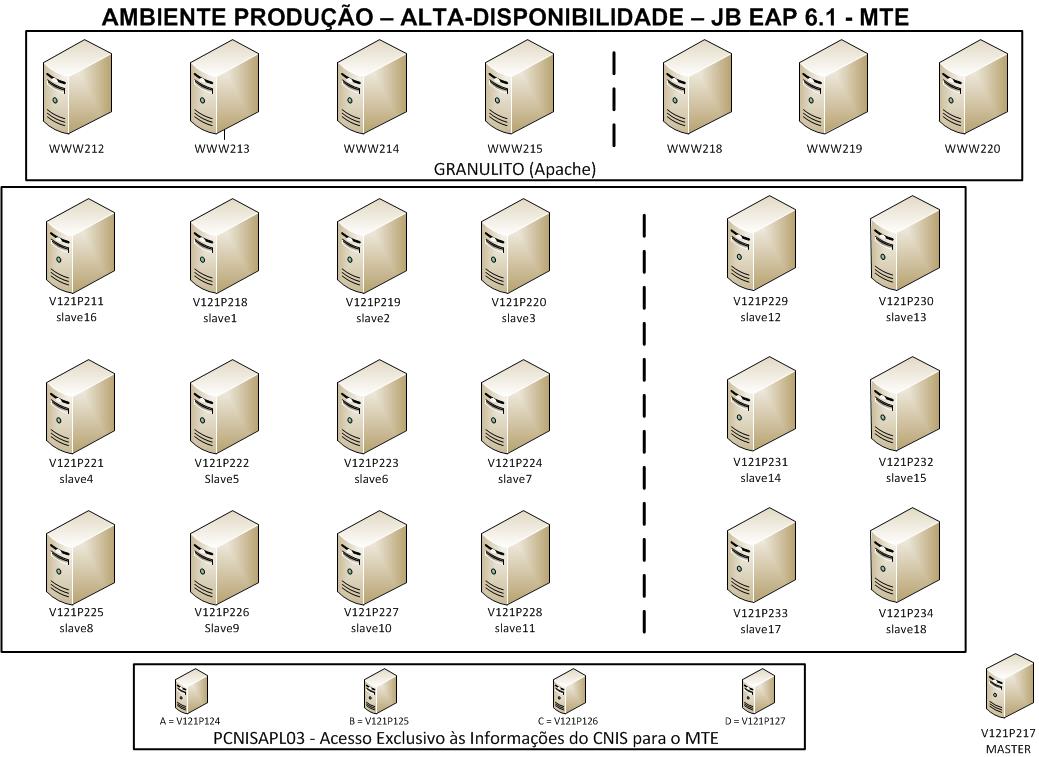 AMBIENTE PRODUÇÃO – ALTA-DISPONIBILIDADE – JB EAP 6.1 - MTE
WWW212 WWW213 WWW214 WWW215 WWW218 WWW219 WWW220
GRANULITO (Apache)
V121P211 V121P218 V121P219 V121P220 V121P229 V121P230
slave16 slave1 slave2 slave3 slave12 slave13
V121P221 V121P222 V121P223 V121P224 V121P231 V121P232
slave4 Slave5 slave6 slave7 slave14 slave15
V121P225 V121P226 V121P227 V121P228 V121P233 V121P234
slave8 Slave9 slave10 slave11 slave17 slave18
A = V121P124 B = V121P125 C = V121P126 D = V121P127
PCNISAPL03 - Acesso Exclusivo às Informações do CNIS para o MTE
V121P217
MASTER